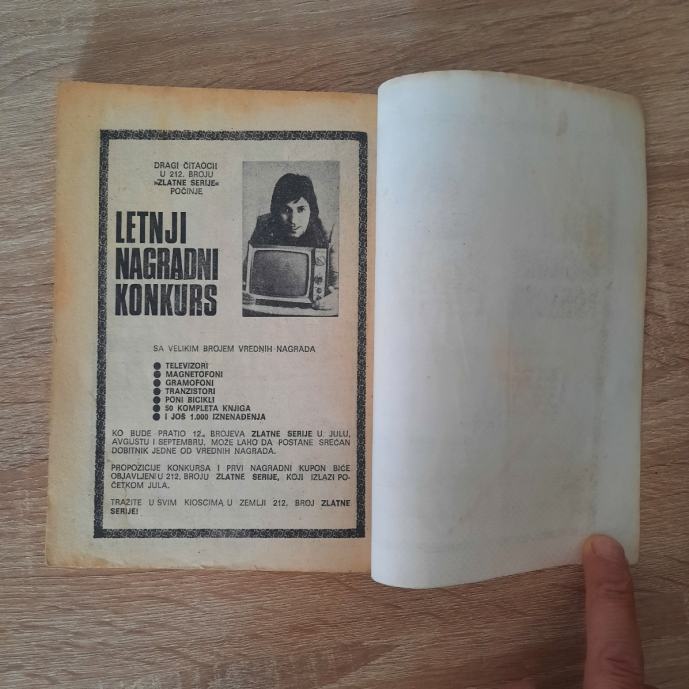 DRAGI ČITAOCI!
U 212. BROJU
»ZLATNE SERIJE«
POČINJE
LETNJI
NAGRADNI
KONKURS
SA VELIKIM BROJEM VREDNIH NAGRADA
● TELEVIZORI
● MAGNETOFONI
● GRAMOFONI
● TRANZISTORI
● PONI BICIKLI
● 50 KOMPLETA KNJIGA
● I JOŠ 1.000 IZNENAĐENJA
KO BUDE PRATIO 12., BROJEVA ZLATNE SERIJE U JULU,
AVGUSTU I SEPTEMBRU, MOŽE LAHO DA POSTANE SREĆAN
DOBITNIK JEDNE OD VREDNIH NAGRADA.
PROPOZICIJE KONKURSA I PRVI NAGRADNI KUPON BIĆE
OBJAVLJENI U 212. BROJU ZLATNE SERIJE, KOJI IZLAZI PO-
ČETKOM JULA.
TRAŽITE U SVIM KIOSCIMA U ZEMLJI 212. BROJ ZLATNE
SERIJE!